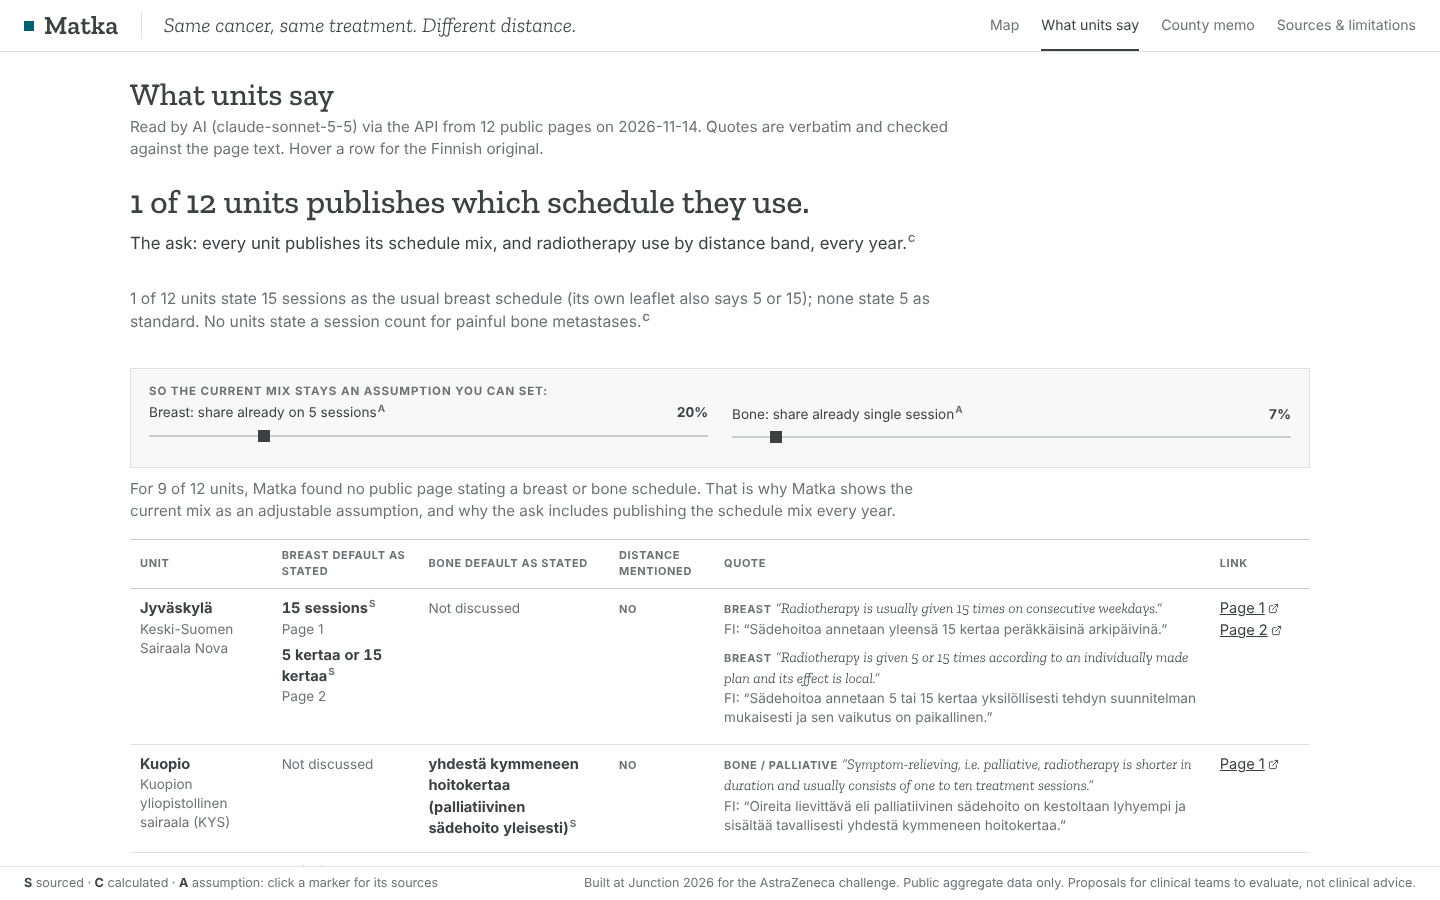 Matka
Same cancer, same treatment. Different distance.
Map
What units say
County memo
Sources & limitations
What units say
Read by AI (claude-sonnet-5-5) via the API from 12 public pages on 2026-11-14. Quotes are verbatim and checked
against the page text. Hover a row for the Finnish original.
1 of 12 units publishes which schedule they use.
The ask: every unit publishes its schedule mix, and radiotherapy use by distance band, every year.C
1 of 12 units state 15 sessions as the usual breast schedule (its own leaflet also says 5 or 15); none state 5 as
standard. No units state a session count for painful bone metastases.C
SO THE CURRENT MIX STAYS AN ASSUMPTION YOU CAN SET:
Breast: share already on 5 sessionsA 20%
Bone: share already single sessionA 7%
For 9 of 12 units, Matka found no public page stating a breast or bone schedule. That is why Matka shows the
current mix as an adjustable assumption, and why the ask includes publishing the schedule mix every year.
UNIT
BREAST DEFAULT AS
STATED
BONE DEFAULT AS STATED
DISTANCE
MENTIONED
QUOTE
LINK
Jyväskylä
Keski-Suomen
Sairaala Nova
15 sessionsS
Page 1
5 kertaa or 15
kertaaS
Page 2
Not discussed
NO
BREAST "Radiotherapy is usually given 15 times on consecutive weekdays."
FI: “Sädehoitoa annetaan yleensä 15 kertaa peräkkäisinä arkipäivinä.”
BREAST "Radiotherapy is given 5 or 15 times according to an individually made
plan and its effect is local."
FI: “Sädehoitoa annetaan 5 tai 15 kertaa yksilöllisesti tehdyn suunnitelman
mukaisesti ja sen vaikutus on paikallinen.”
Page 1
Page 2
Kuopio
Kuopion
yliopistollinen
sairaala (KYS)
Not discussed
yhdestä kymmeneen
hoitokertaa
(palliatiivinen
sädehoito yleisesti)S
NO
BONE / PALLIATIVE "Symptom-relieving, i.e. palliative, radiotherapy is shorter in
duration and usually consists of one to ten treatment sessions."
FI: “Oireita lievittävä eli palliatiivinen sädehoito on kestoltaan lyhyempi ja
sisältää tavallisesti yhdestä kymmeneen hoitokertaa.”
Page 1
S sourced · C calculated · A assumption: click a marker for its sources
Built at Junction 2026 for the AstraZeneca challenge. Public aggregate data only. Proposals for clinical teams to evaluate, not clinical advice.